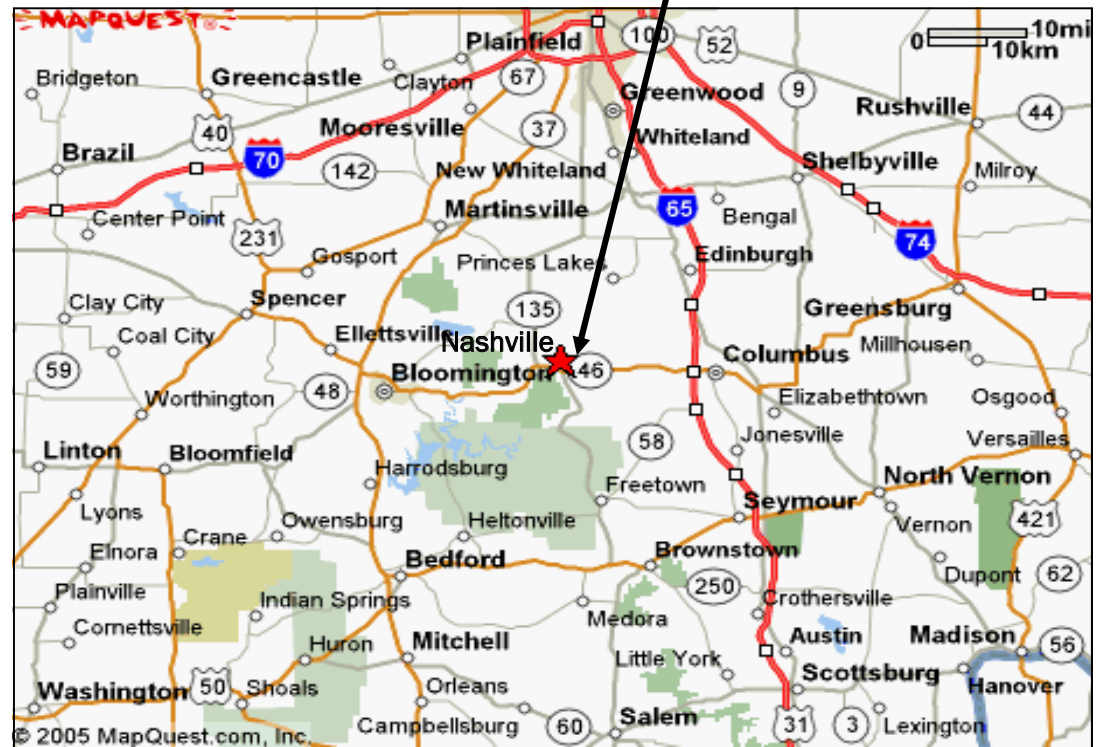 MAPQUEST®
100
52
0 10mi
10km
Plainfield
Bridgeton
Greencastle
Clayton
67
Greenwood
9
Rushville
44
40
Mooresville
37
Whiteland
Brazil
70
142
New Whiteland
Shelbyville
Milroy
Center Point
Martinsville
65
Bengal
231
74
Gosport
Princes Lakes
Edinburgh
Clay City
Spencer
135
Greensburg
Coal City
Ellettsville
Nashville
Columbus
Millhousen
59
Bloomington
46
48
Worthington
Elizabethtown
Osgood
58
Jonesville
Versailles
Linton
Bloomfield
Harrodsburg
Freetown
North Vernon
Lyons
Owensburg
Heltonville
Seymour
Vernon
421
Elnora
Crane
Bedford
Brownstown
Dupont
62
Plainville
Indian Springs
250
Crothersville
Cornettsville
Medora
Huron
Mitchell
Austin
Madison
56
Little York
Scottsburg
Washington
50
Shoals
Orleans
Hanover
Campbellsburg
60
Salem
31
3
Lexington
© 2005 MapQuest.com, Inc.